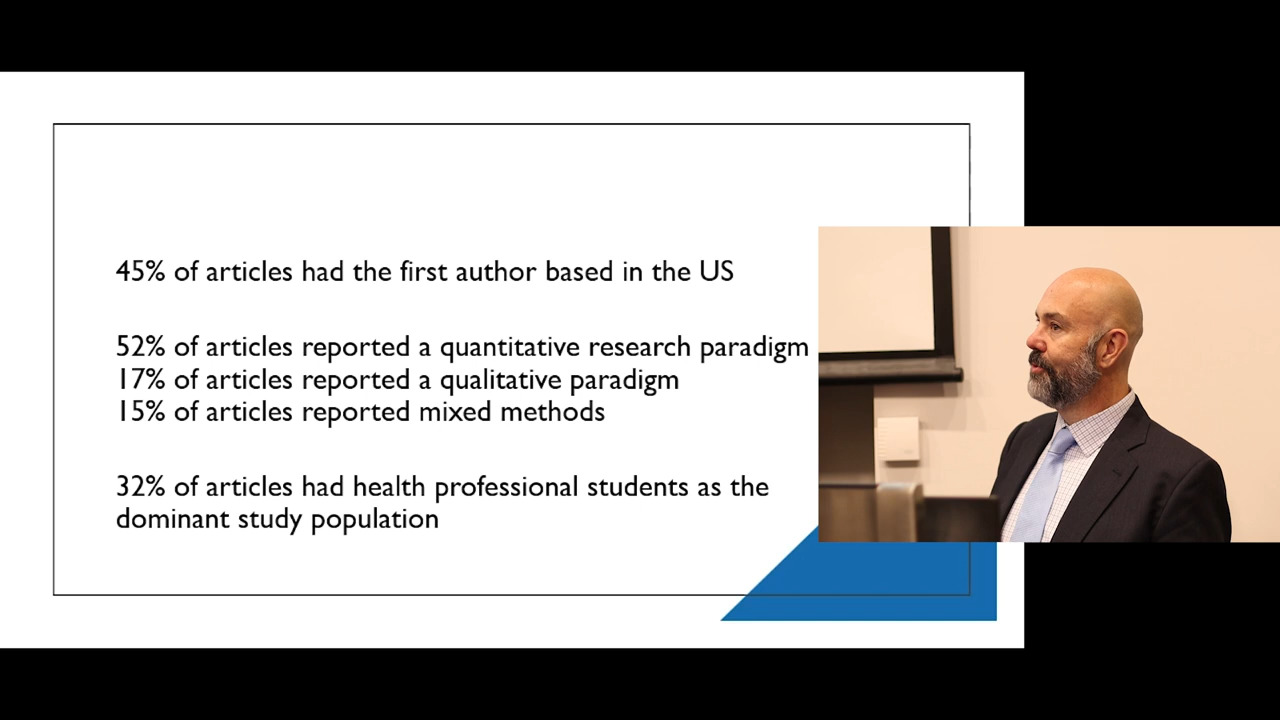 45% of articles had the first author based in the US
52% of articles reported a quantitative research paradigm
17% of articles reported a qualitative paradigm
15% of articles reported mixed methods
32% of articles had health professional students as the
dominant study population